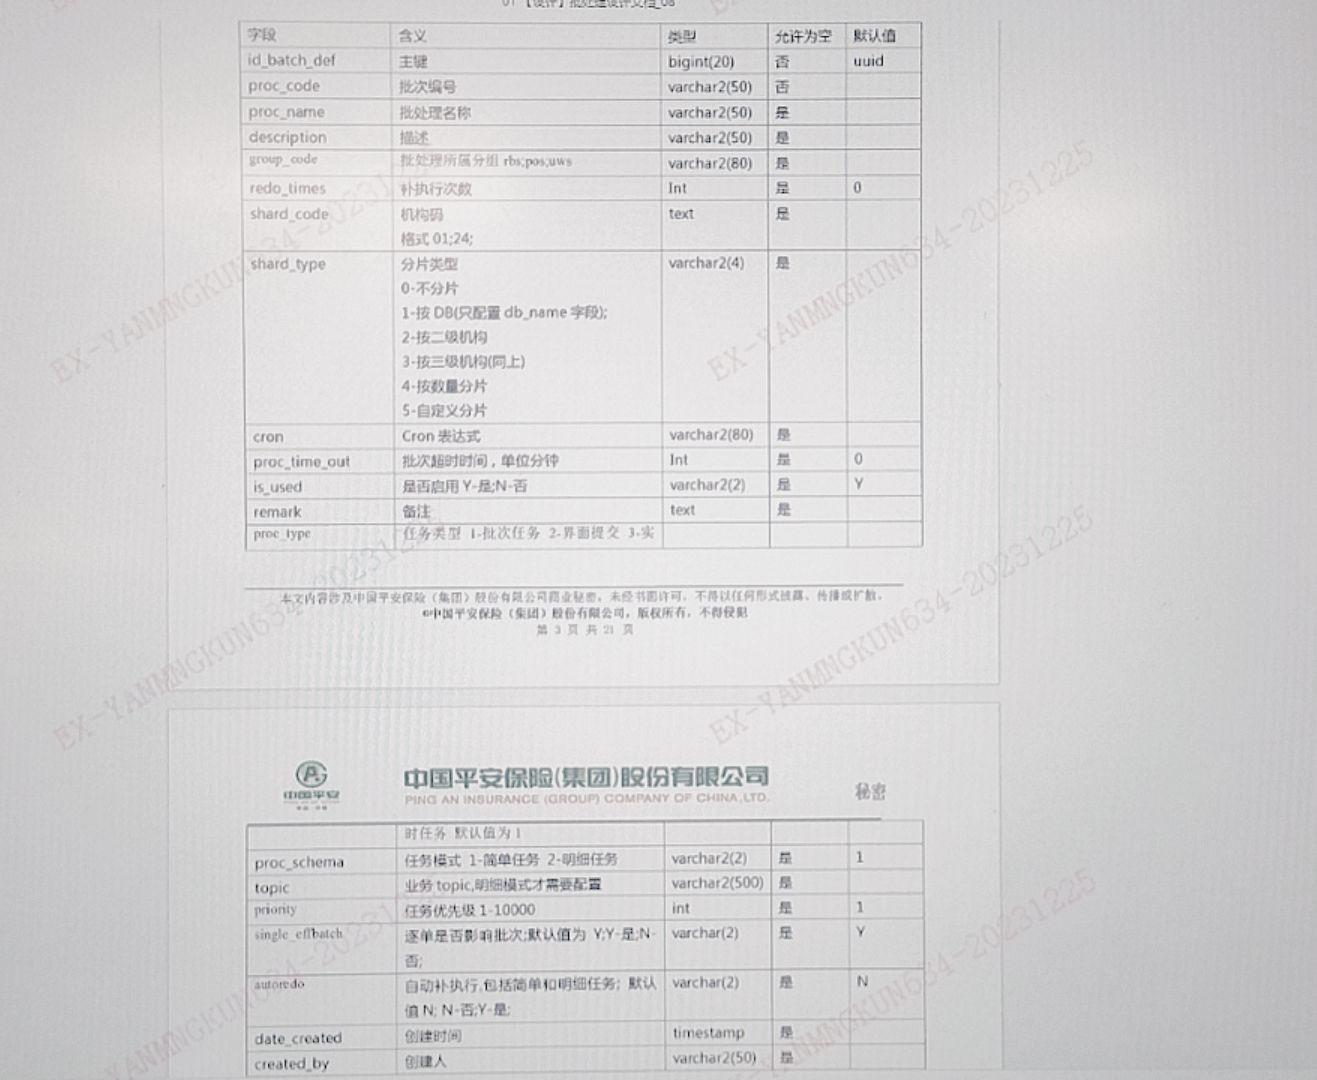 01【设计】批处理设计文档_08
字段 含义 类型 允许为空 默认值
id_batch_def 主键 bigint(20) 否 uuid
proc_code 批次编号 varchar2(50) 否
proc_name 批处理名称 varchar2(50) 是
description 描述 varchar2(50) 是
group_code 批处理所属分组 rbs;pos;uws varchar2(80) 是
redo_times 补执行次数 Int 是 0
shard_code 机构码 text 是
格式 01;24;
shard_type 分片类型 varchar2(4) 是
0-不分片
1-按 DB(只配置 db_name 字段);
2-按二级机构
3-按三级机构(同上)
4-按数量分片
5-自定义分片
cron Cron 表达式 varchar2(80) 是
proc_time_out 批次超时时间，单位分钟 Int 是 0
is_used 是否启用 Y-是;N-否 varchar2(2) 是 Y
remark 备注 text 是
proc_type 任务类型 1-批次任务 2-界面提交 3-实
本文内容涉及中国平安保险（集团）股份有限公司商业秘密，未经书面许可，不得以任何形式披露、传播或扩散。
©中国平安保险（集团）股份有限公司，版权所有，不得侵犯
第 3 页 共 21 页
中国平安
中国平安保险(集团)股份有限公司
PING AN INSURANCE (GROUP) COMPANY OF CHINA,LTD.
秘密
时任务 默认值为 1
proc_schema 任务模式 1-简单任务 2-明细任务 varchar2(2) 是 1
topic 业务 topic,明细模式才需要配置 varchar2(500) 是
priority 任务优先级 1-10000 int 是 1
single_effbatch 逐单是否影响批次;默认值为 Y;Y-是;N- varchar(2) 是 Y
否;
autoredo 自动补执行,包括简单和明细任务; 默认 varchar(2) 是 N
值 N; N-否;Y-是;
date_created 创建时间 timestamp 是
created_by 创建人 varchar2(50) 是
EX-YANMNGKUN634-20231225
EX-YANMNGKUN634-20231225
EX-YANMNGKUN634-20231225
EX-YANMNGKUN634-20231225